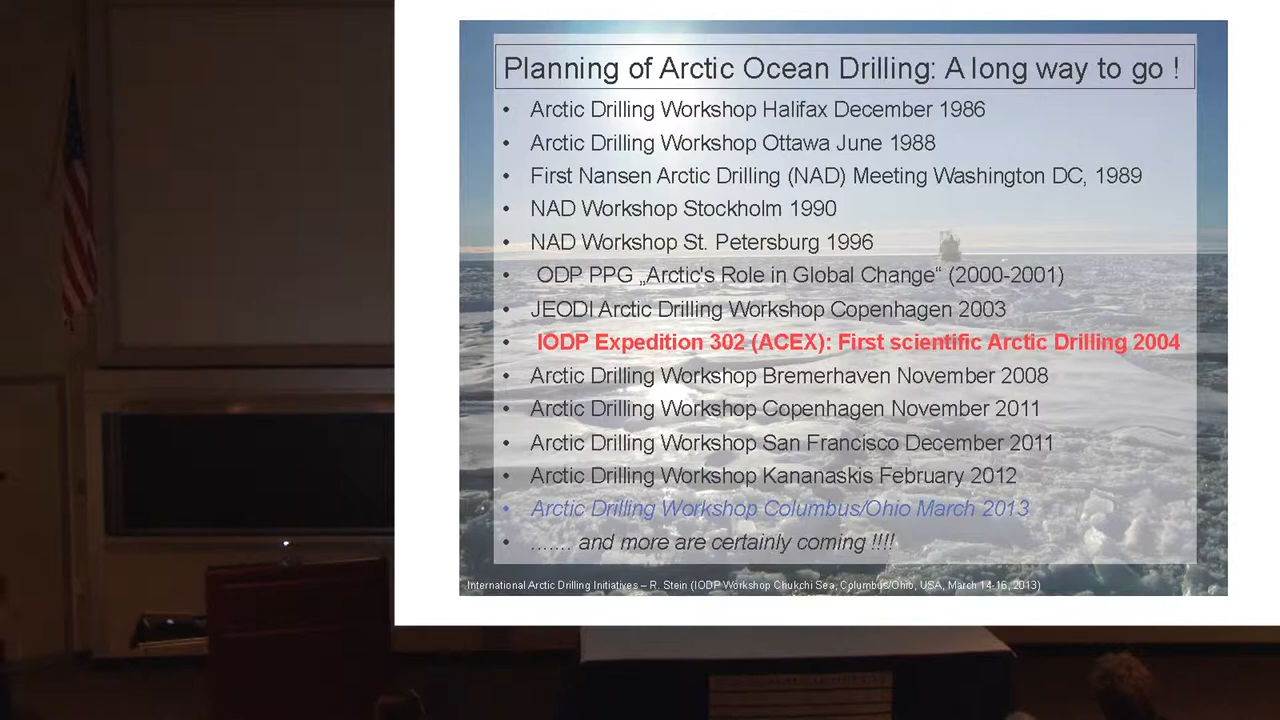 Planning of Arctic Ocean Drilling: A long way to go !
• Arctic Drilling Workshop Halifax December 1986
• Arctic Drilling Workshop Ottawa June 1988
• First Nansen Arctic Drilling (NAD) Meeting Washington DC, 1989
• NAD Workshop Stockholm 1990
• NAD Workshop St. Petersburg 1996
• ODP PPG „Arctic's Role in Global Change“ (2000-2001)
• JEODI Arctic Drilling Workshop Copenhagen 2003
• IODP Expedition 302 (ACEX): First scientific Arctic Drilling 2004
• Arctic Drilling Workshop Bremerhaven November 2008
• Arctic Drilling Workshop Copenhagen November 2011
• Arctic Drilling Workshop San Francisco December 2011
• Arctic Drilling Workshop Kananaskis February 2012
• Arctic Drilling Workshop Columbus/Ohio March 2013
• ....... and more are certainly coming !!!!
International Arctic Drilling Initiatives – R. Stein (IODP Workshop Chukchi Sea, Columbus/Ohio, USA, March 14-16, 2013)